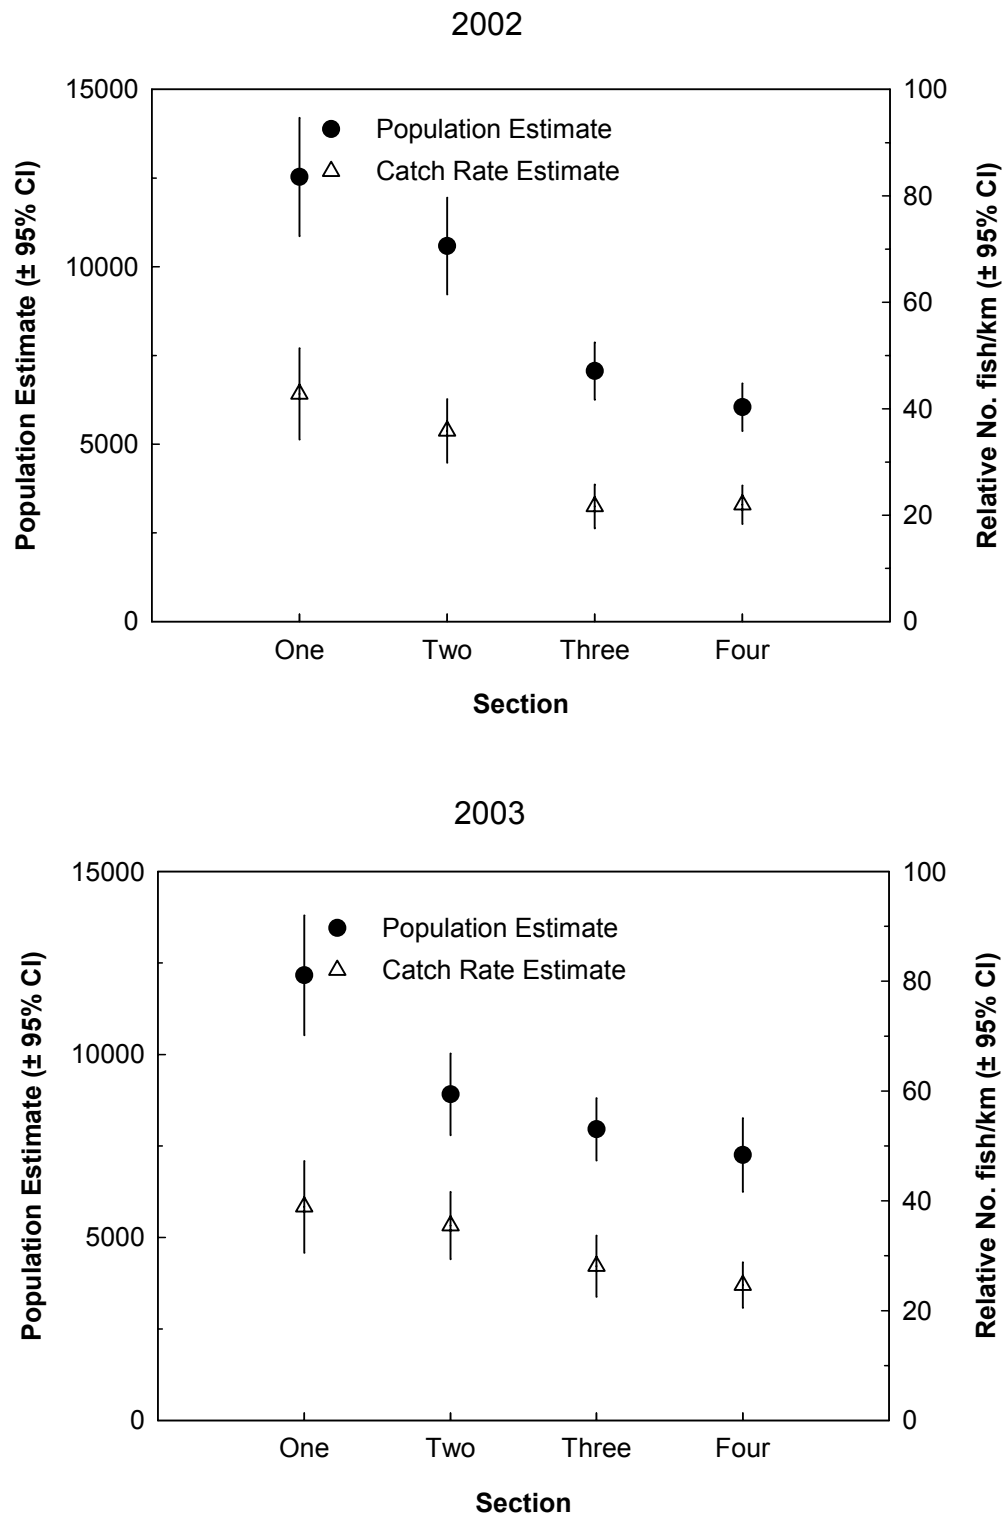 2002
15000
10000
5000
0
100
80
60
40
20
0
Population Estimate
Catch Rate Estimate
Population Estimate (± 95% CI)
Relative No. fish/km (± 95% CI)
One Two Three Four
Section
2003
15000
10000
5000
0
100
80
60
40
20
0
Population Estimate
Catch Rate Estimate
Population Estimate (± 95% CI)
Relative No. fish/km (± 95% CI)
One Two Three Four
Section